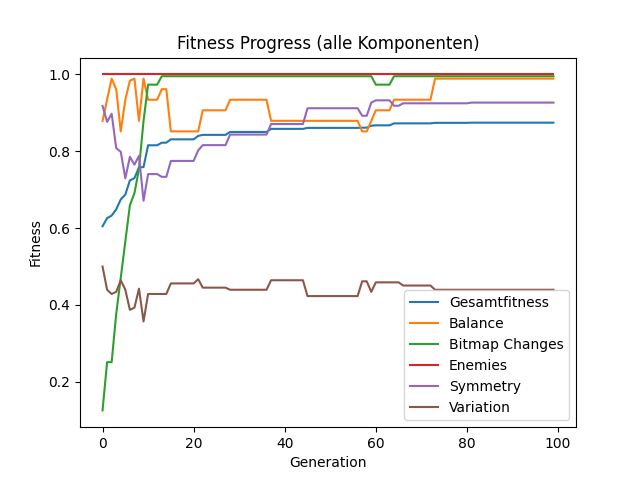 Fitness Progress (alle Komponenten)
1.0
0.8
0.6
0.4
0.2
Fitness
Gesamtfitness
Balance
Bitmap Changes
Enemies
Symmetry
Variation
0 20 40 60 80 100
Generation